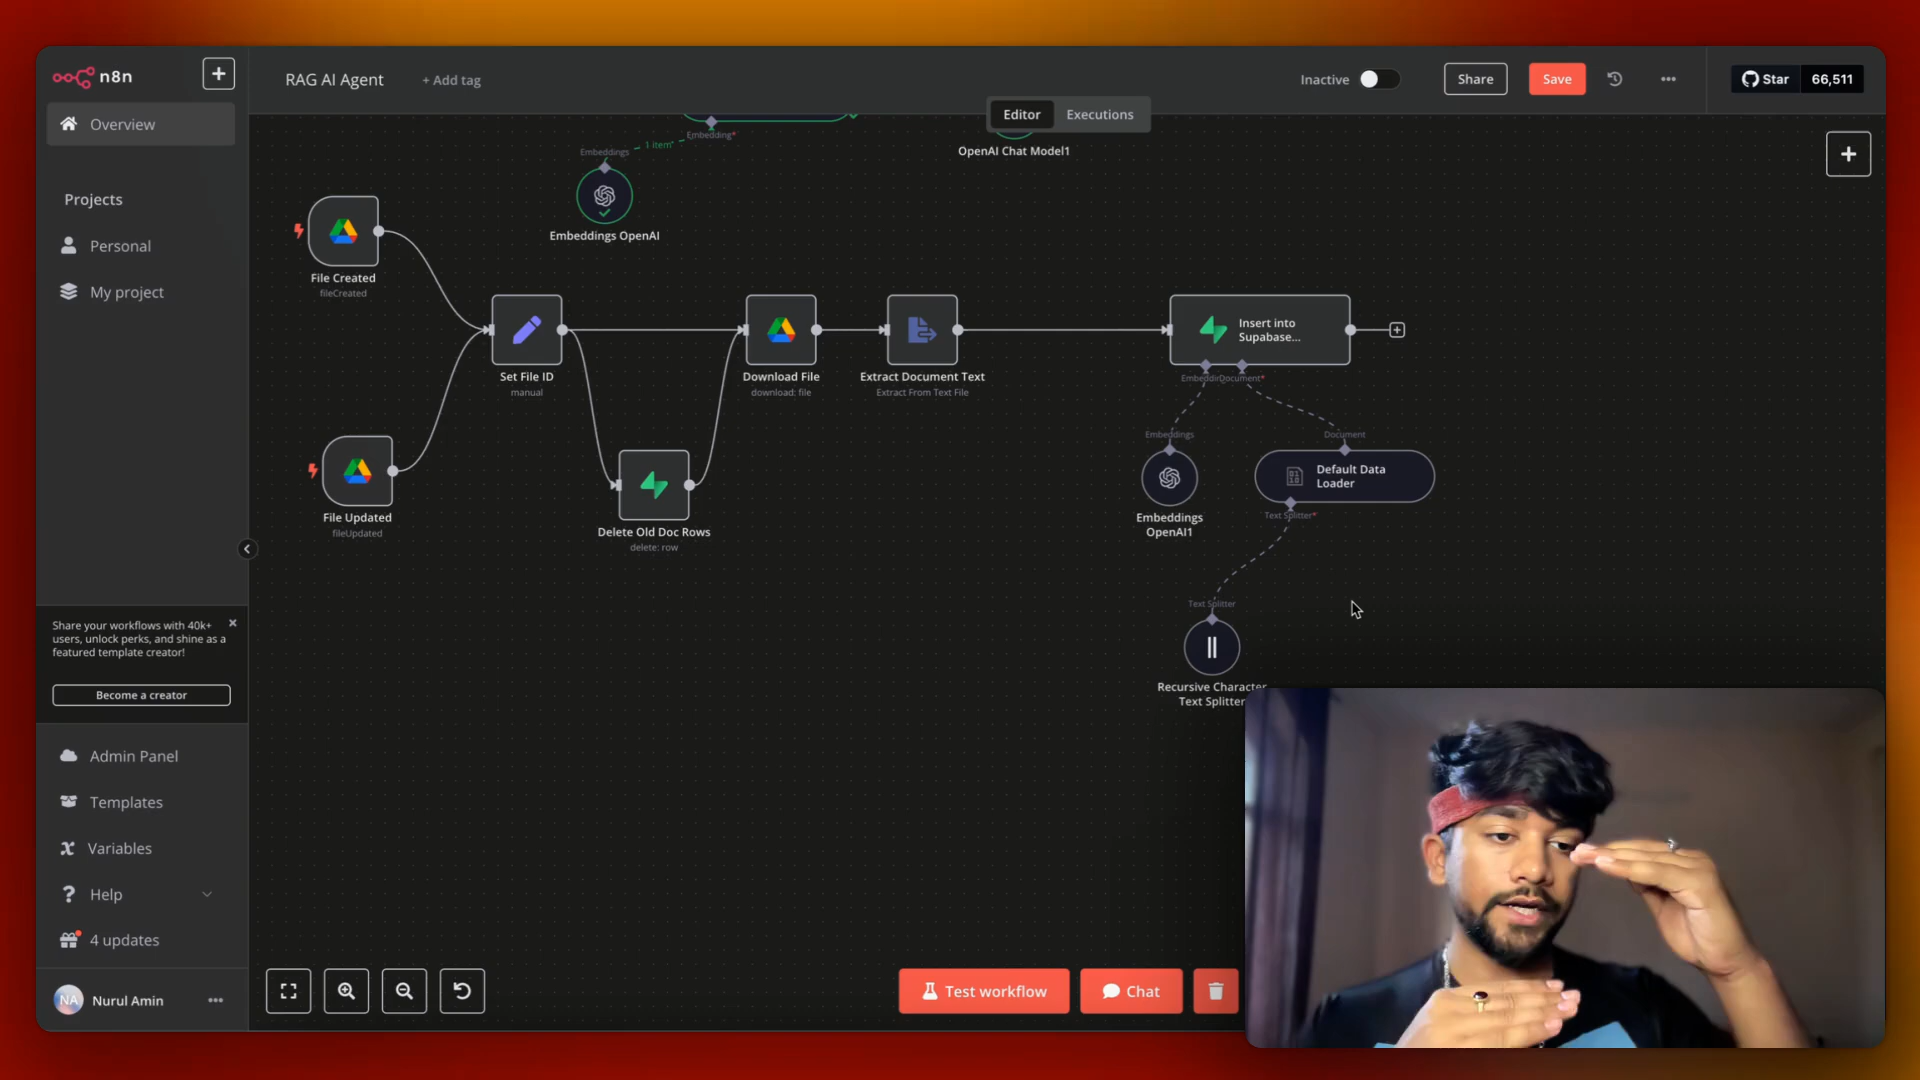 n8n
RAG AI Agent
+ Add tag
Inactive
Share
Save
Star
66,511
Editor
Executions
Overview
Projects
Personal
My project
Embedding*
1 item
Embeddings
Embeddings OpenAI
OpenAI Chat Model1
File Created
fileCreated
Set File ID
manual
Download File
download: file
Extract Document Text
Extract From Text File
Insert into
Supabase...
Document*
File Updated
fileUpdated
Delete Old Doc Rows
delete: row
Embeddings
Embeddings
OpenAI1
Document
Default Data
Loader
Text Splitter*
Text Splitter
Recursive Character
Text Splitter
Share your workflows with 40k+
users, unlock perks, and shine as a
featured template creator!
Become a creator
Admin Panel
Templates
Variables
Help
4 updates
NA
Nurul Amin
Test workflow
Chat